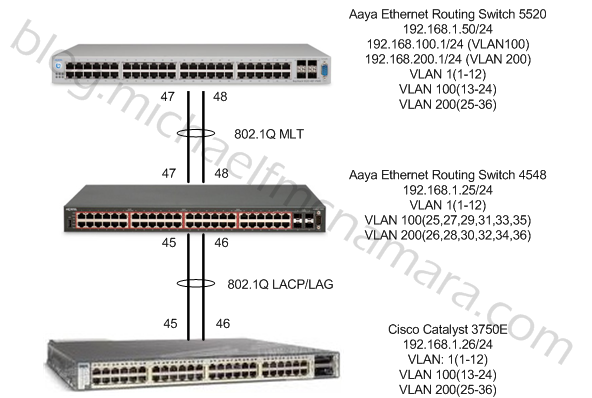 Aaya Ethernet Routing Switch 5520
192.168.1.50/24
192.168.100.1/24 (VLAN100)
192.168.200.1/24 (VLAN 200)
VLAN 1(1-12)
VLAN 100(13-24)
VLAN 200(25-36)
47 48
802.1Q MLT
47 48
Aaya Ethernet Routing Switch 4548
192.168.1.25/24
VLAN 1(1-12)
VLAN 100(25,27,29,31,33,35)
VLAN 200(26,28,30,32,34,36)
45 46
802.1Q LACP/LAG
45 46
Cisco Catalyst 3750E
192.168.1.26/24
VLAN: 1(1-12)
VLAN 100(13-24)
VLAN 200(25-36)
blog.michaelfmcnamara.com